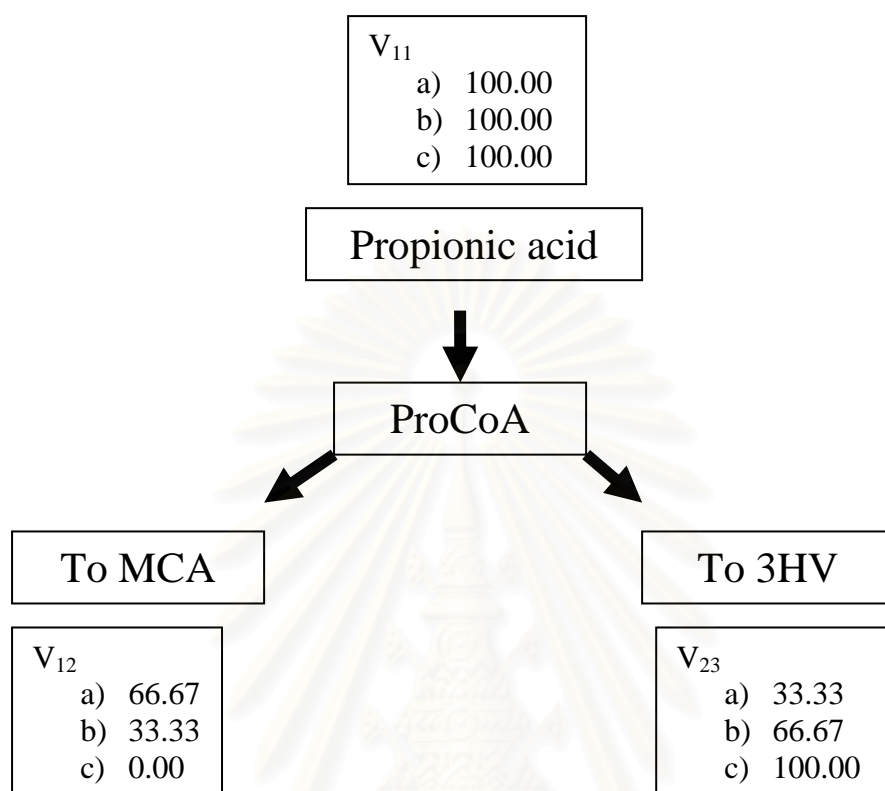 V₁₁
a) 100.00
b) 100.00
c) 100.00
Propionic acid
ProCoA
To MCA
To 3HV
V₁₂
a) 66.67
b) 33.33
c) 0.00
V₂₃
a) 33.33
b) 66.67
c) 100.00